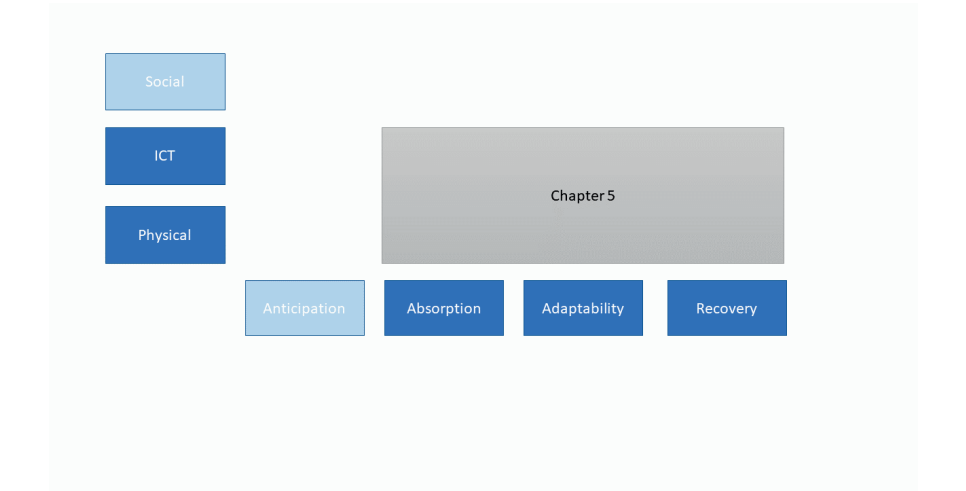 Social
ICT
Chapter 5
Physical
Anticipation
Absorption
Adaptability
Recovery